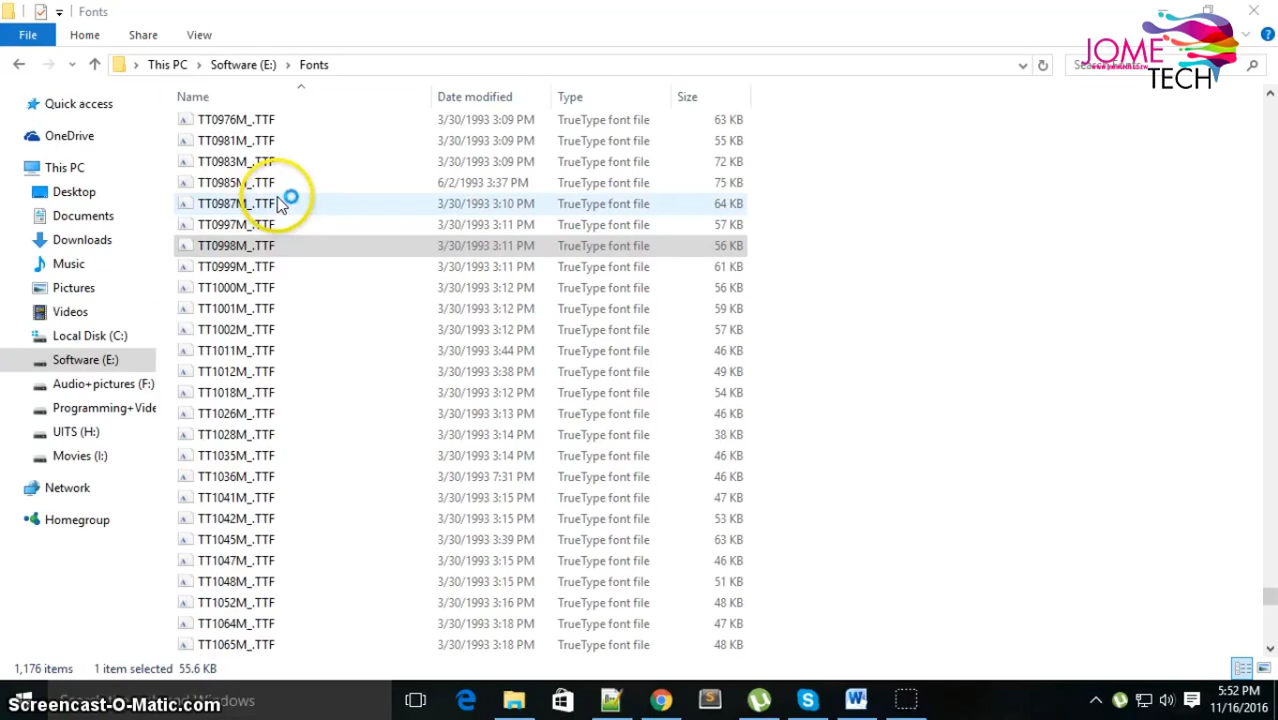 Fonts
File Home Share View
This PC Software (E:) Fonts
JOME
TECH
Name Date modified Type Size
TT0976M_.TTF 3/30/1993 3:09 PM TrueType font file 63 KB
TT0981M_.TTF 3/30/1993 3:09 PM TrueType font file 55 KB
TT0983M_.TTF 3/30/1993 3:09 PM TrueType font file 72 KB
TT0985M_.TTF 6/2/1993 3:37 PM TrueType font file 75 KB
TT0987M_.TTF 3/30/1993 3:10 PM TrueType font file 64 KB
TT0997M_.TTF 3/30/1993 3:11 PM TrueType font file 57 KB
TT0998M_.TTF 3/30/1993 3:11 PM TrueType font file 56 KB
TT0999M_.TTF 3/30/1993 3:11 PM TrueType font file 61 KB
TT1000M_.TTF 3/30/1993 3:12 PM TrueType font file 56 KB
TT1001M_.TTF 3/30/1993 3:12 PM TrueType font file 59 KB
TT1002M_.TTF 3/30/1993 3:12 PM TrueType font file 57 KB
TT1011M_.TTF 3/30/1993 3:44 PM TrueType font file 46 KB
TT1012M_.TTF 3/30/1993 3:38 PM TrueType font file 49 KB
TT1018M_.TTF 3/30/1993 3:12 PM TrueType font file 54 KB
TT1026M_.TTF 3/30/1993 3:13 PM TrueType font file 46 KB
TT1028M_.TTF 3/30/1993 3:14 PM TrueType font file 38 KB
TT1035M_.TTF 3/30/1993 3:14 PM TrueType font file 46 KB
TT1036M_.TTF 3/30/1993 7:31 PM TrueType font file 46 KB
TT1041M_.TTF 3/30/1993 3:15 PM TrueType font file 47 KB
TT1042M_.TTF 3/30/1993 3:15 PM TrueType font file 53 KB
TT1045M_.TTF 3/30/1993 3:39 PM TrueType font file 63 KB
TT1047M_.TTF 3/30/1993 3:15 PM TrueType font file 46 KB
TT1048M_.TTF 3/30/1993 3:15 PM TrueType font file 51 KB
TT1052M_.TTF 3/30/1993 3:16 PM TrueType font file 48 KB
TT1064M_.TTF 3/30/1993 3:18 PM TrueType font file 47 KB
TT1065M_.TTF 3/30/1993 3:18 PM TrueType font file 48 KB
Quick access
OneDrive
This PC
Desktop
Documents
Downloads
Music
Pictures
Videos
Local Disk (C:)
Software (E:)
Audio+pictures (F:)
Programming+Vide
UITS (H:)
Movies (I:)
Network
Homegroup
1,176 items 1 item selected 55.6 KB
Windows
Screencast-O-Matic.com
5:52 PM
11/16/2016